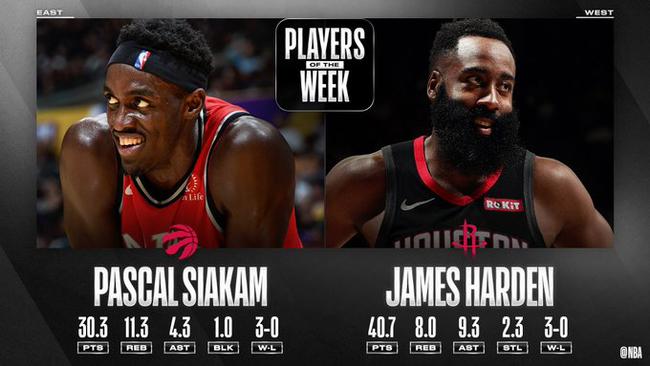 EAST
WEST
PLAYERS
OF THE
WEEK
Life
ROKiT
HOUSTON
PASCAL SIAKAM
30.3 11.3 4.3 1.0 3-0
PTS REB AST BLK W-L
JAMES HARDEN
40.7 8.0 9.3 2.3 3-0
PTS REB AST STL W-L
@NBA